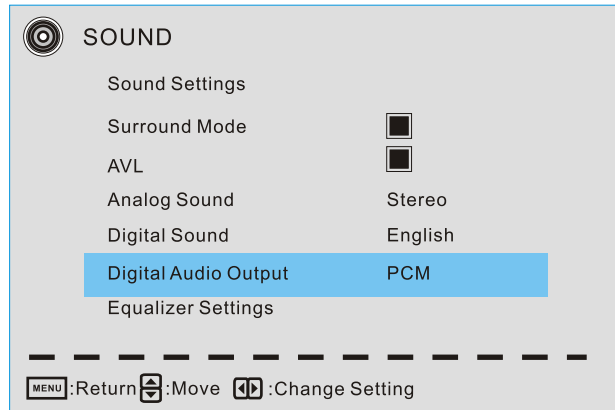 SOUND
Sound Settings
Surround Mode
AVL
Analog Sound Stereo
Digital Sound English
Digital Audio Output PCM
Equalizer Settings
MENU :Return :Move :Change Setting